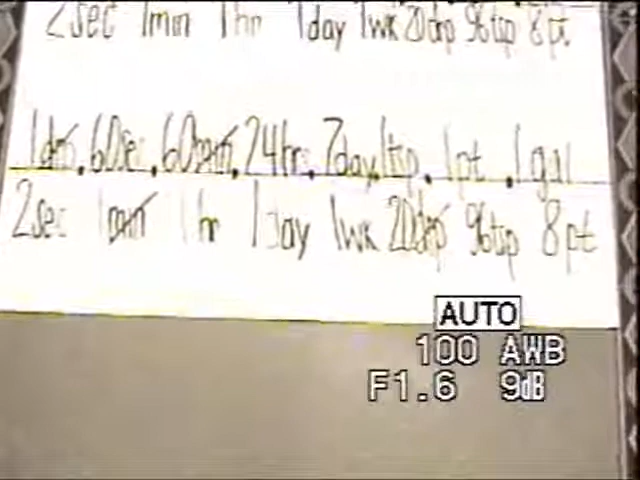 2sec 1min 1hr 1day 1wk 20drp 96tsp 8pt
1drp . 60sec . 60min . 24hr . 7day . 1tsp . 1pt . 1gal
2sec 1min 1hr 1day 1wk 20drp 96tsp 8pt
AUTO
100 AWB
F1.6 9dB